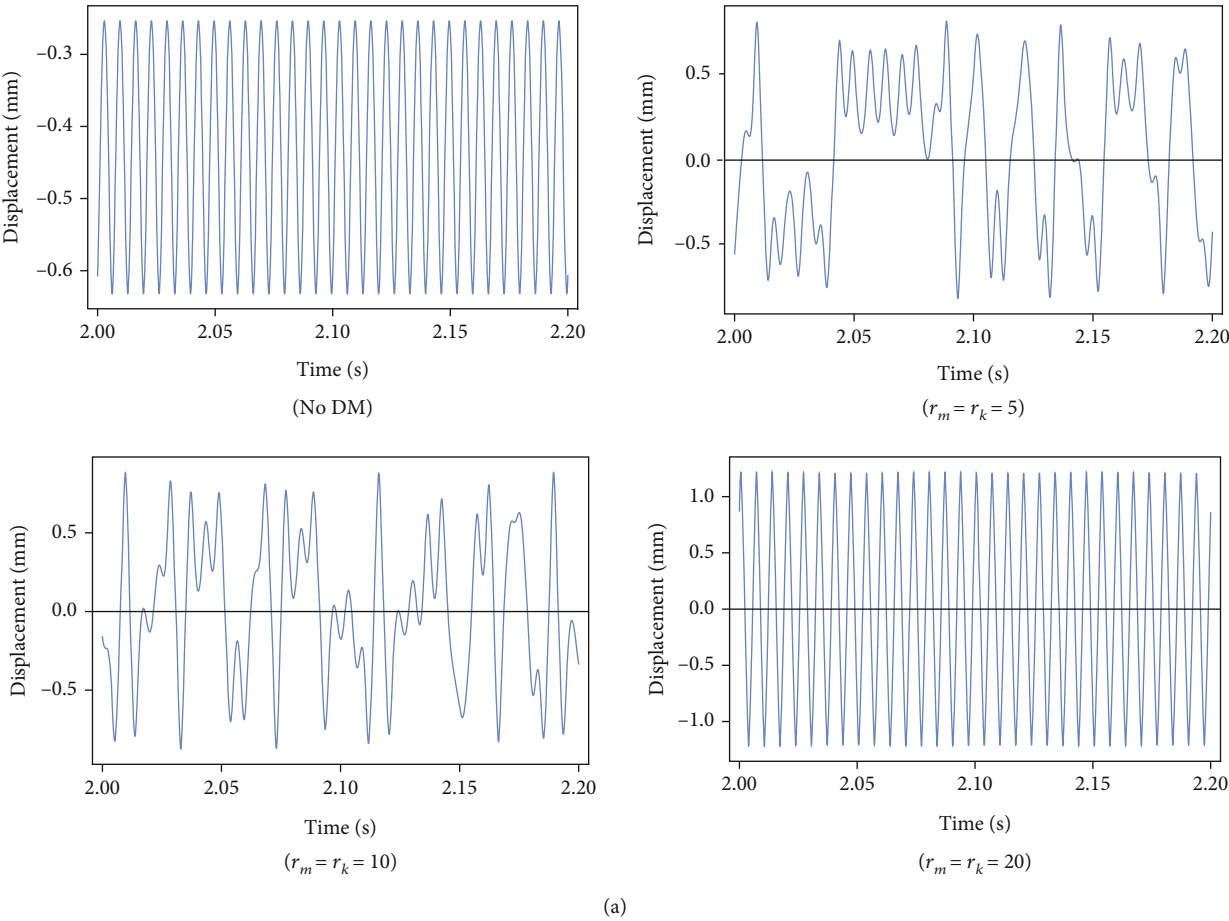 Displacement (mm)
−0.3
−0.4
−0.5
−0.6
2.00 2.05 2.10 2.15 2.20
Time (s)
(No DM)
Displacement (mm)
0.5
0.0
−0.5
2.00 2.05 2.10 2.15 2.20
Time (s)
(r_m = r_k = 5)
Displacement (mm)
0.5
0.0
−0.5
2.00 2.05 2.10 2.15 2.20
Time (s)
(r_m = r_k = 10)
Displacement (mm)
1.0
0.5
0.0
−0.5
−1.0
2.00 2.05 2.10 2.15 2.20
Time (s)
(r_m = r_k = 20)
(a)